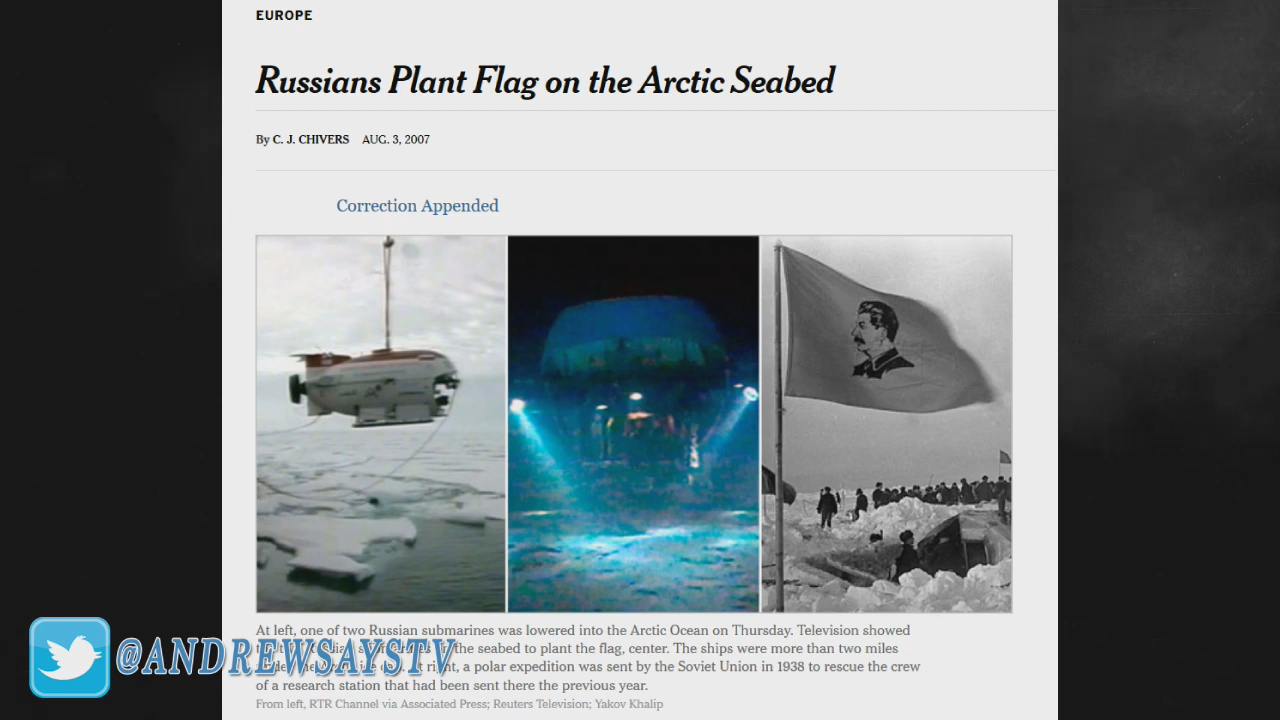 EUROPE
Russians Plant Flag on the Arctic Seabed
By C. J. CHIVERS AUG. 3, 2007
Correction Appended
At left, one of two Russian submarines was lowered into the Arctic Ocean on Thursday. Television showed
the seabed to plant the flag, center. The ships were more than two miles
right, a polar expedition was sent by the Soviet Union in 1938 to rescue the crew
of a research station that had been sent there the previous year.
From left, RTR Channel via Associated Press; Reuters Television; Yakov Khalip
@ANDREWSAYSTV